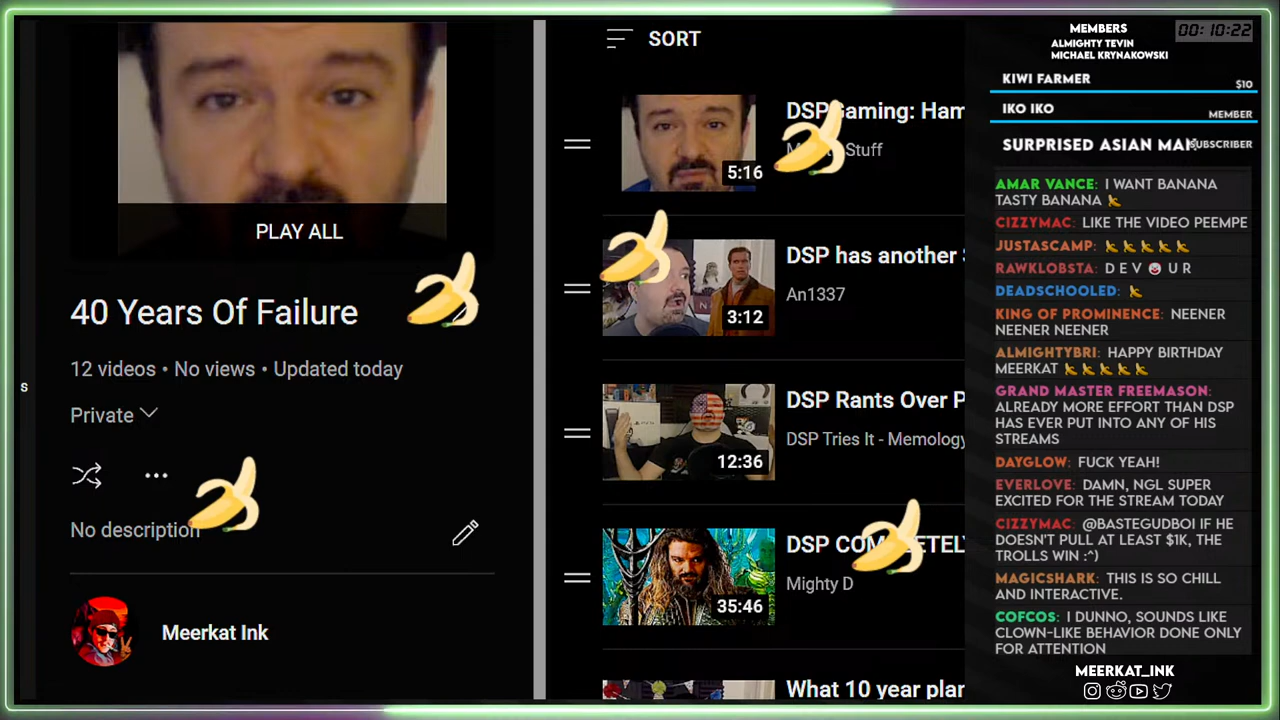 PLAY ALL
40 Years Of Failure
12 videos • No views • Updated today
Private
No description
Meerkat Ink
S
SORT
DSP Gaming: Ham
Stuff
5:16
DSP has another
An1337
3:12
DSP Rants Over P
DSP Tries It - Memology
12:36
DSP COMPLETELY
Mighty D
35:46
What 10 year plan
MEMBERS
ALMIGHTY TEVIN
MICHAEL KRYNAKOWSKI
00:10:22
KIWI FARMER
$10
IKO IKO
MEMBER
SURPRISED ASIAN MAN
SUBSCRIBER
AMAR VANCE: I WANT BANANA
TASTY BANANA
CIZZYMAC: LIKE THE VIDEO PEEMPE
JUSTASCAMP:
RAWKLOBSTA: D E V U R
DEADSCHOOLED:
KING OF PROMINENCE: NEENER
NEENER NEENER
ALMIGHTYBRI: HAPPY BIRTHDAY
MEERKAT
GRAND MASTER FREEMASON:
ALREADY MORE EFFORT THAN DSP
HAS EVER PUT INTO ANY OF HIS
STREAMS
DAYGLOW: FUCK YEAH!
EVERLOVE: DAMN, NGL SUPER
EXCITED FOR THE STREAM TODAY
CIZZYMAC: @BASTEGUDBOI IF HE
DOESN'T PULL AT LEAST $1K, THE
TROLLS WIN :^)
MAGICSHARK: THIS IS SO CHILL
AND INTERACTIVE.
COFCOS: I DUNNO, SOUNDS LIKE
CLOWN-LIKE BEHAVIOR DONE ONLY
FOR ATTENTION
MEERKAT_INK